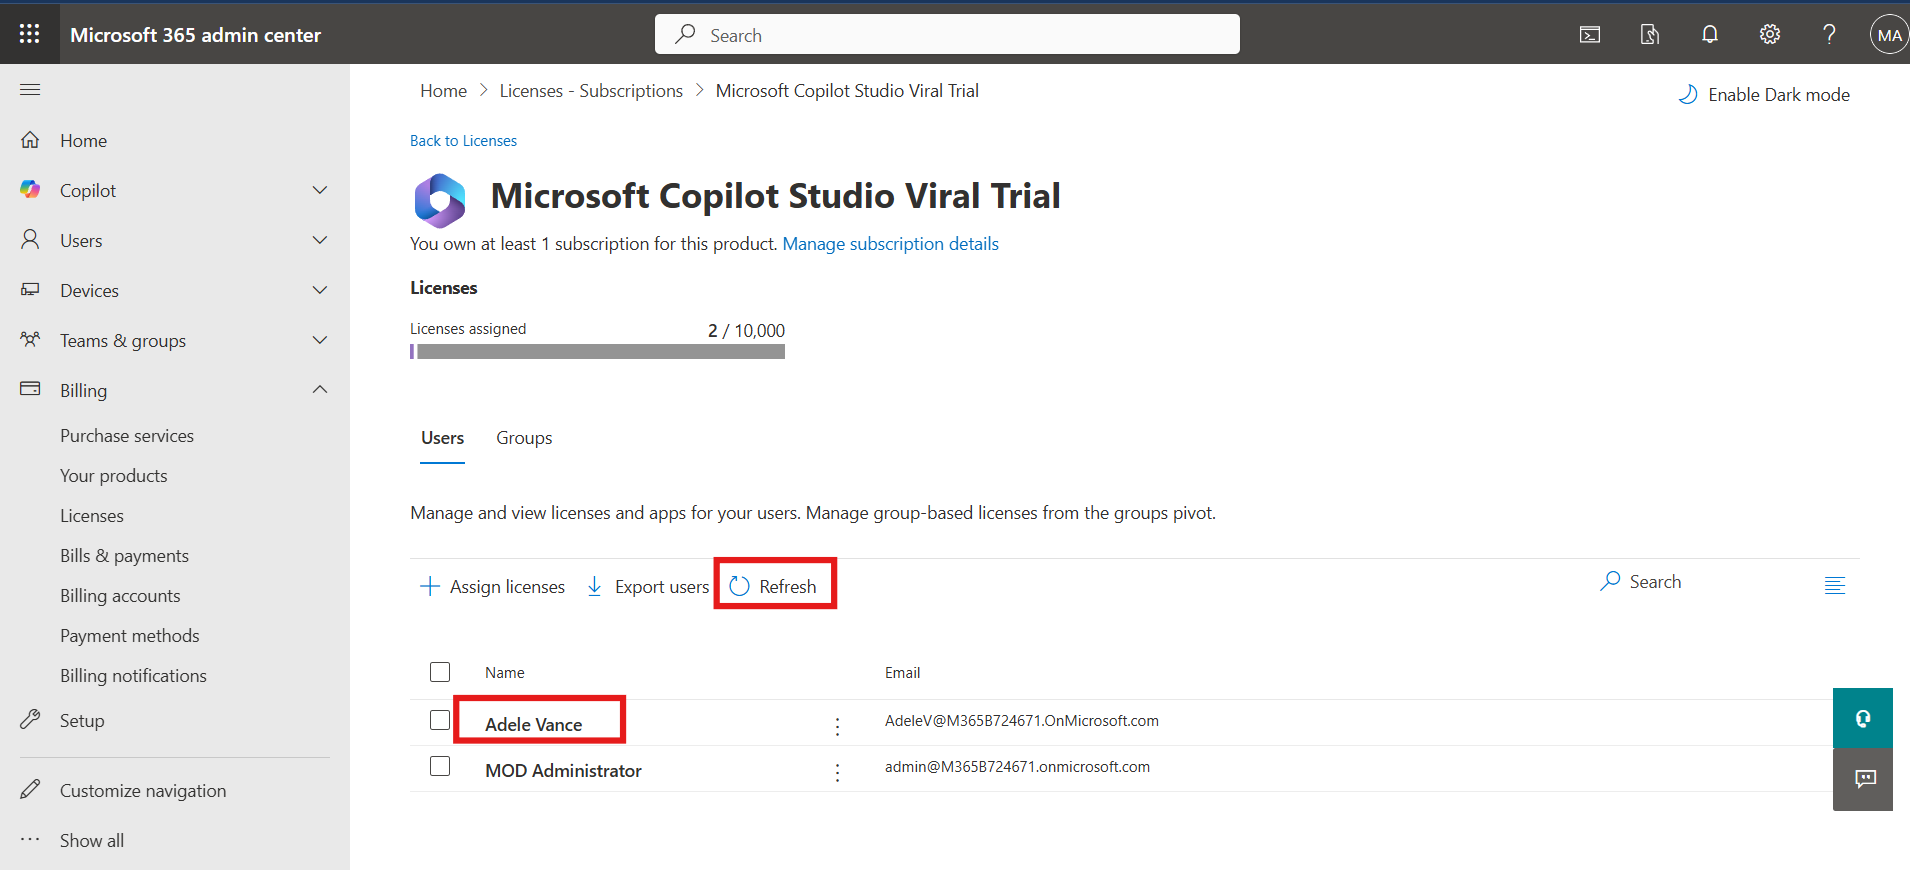 Microsoft 365 admin center
Search
MA
Home
Copilot
Users
Devices
Teams & groups
Billing
Purchase services
Your products
Licenses
Bills & payments
Billing accounts
Payment methods
Billing notifications
Setup
Customize navigation
Show all
Home > Licenses - Subscriptions > Microsoft Copilot Studio Viral Trial
Enable Dark mode
Back to Licenses
Microsoft Copilot Studio Viral Trial
You own at least 1 subscription for this product. Manage subscription details
Licenses
Licenses assigned 2 / 10,000
Users Groups
Manage and view licenses and apps for your users. Manage group-based licenses from the groups pivot.
Assign licenses Export users Refresh Search
Name Email
Adele Vance AdeleV@M365B724671.OnMicrosoft.com
MOD Administrator admin@M365B724671.onmicrosoft.com